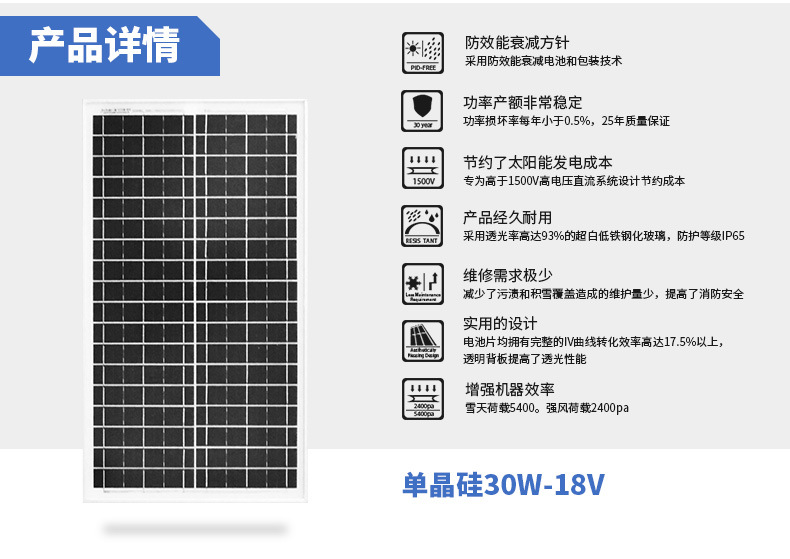 产品详情
PID-FREE
防效能衰减方针
采用防效能衰减电池和包装技术
30 year
功率产额非常稳定
功率损坏率每年小于0.5%，25年质量保证
1500V
节约了太阳能发电成本
专为高于1500V高电压直流系统设计节约成本
RESIS TANT
产品经久耐用
采用透光率高达93%的超白低铁钢化玻璃，防护等级IP65
Less Maintenance
Requirement
维修需求极少
减少了污渍和积雪覆盖造成的维护量少，提高了消防安全
Aesthetically
Pleasing Design
实用的设计
电池片均拥有完整的IV曲线转化效率高达17.5%以上，
透明背板提高了透光性能
2400pa
5400pa
增强机器效率
雪天荷载5400。强风荷载2400pa
单晶硅30W-18V